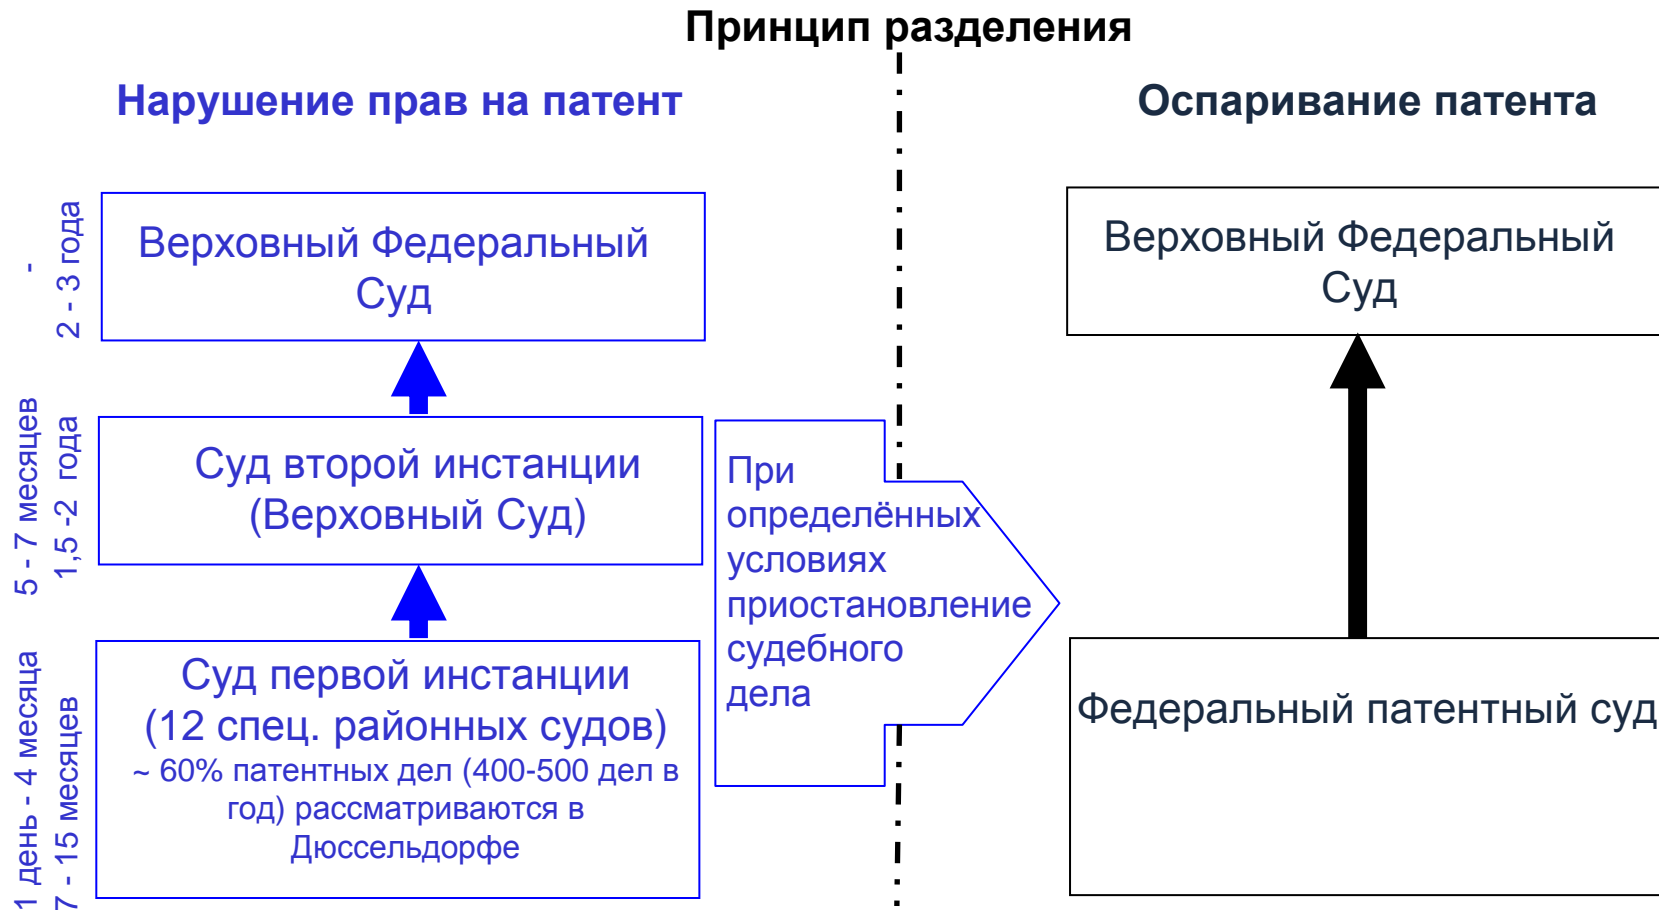 Принцип разделения
Нарушение прав на патент
Оспаривание патента
-
2 - 3 года
Верховный Федеральный
Суд
Верховный Федеральный
Суд
5 - 7 месяцев
1,5 -2 года
Суд второй инстанции
(Верховный Суд)
При
определённых
условиях
приостановление
судебного
дела
1 день - 4 месяца
7 - 15 месяцев
Суд первой инстанции
(12 спец. районных судов)
~ 60% патентных дел (400-500 дел в
год) рассматриваются в
Дюссельдорфе
Федеральный патентный суд